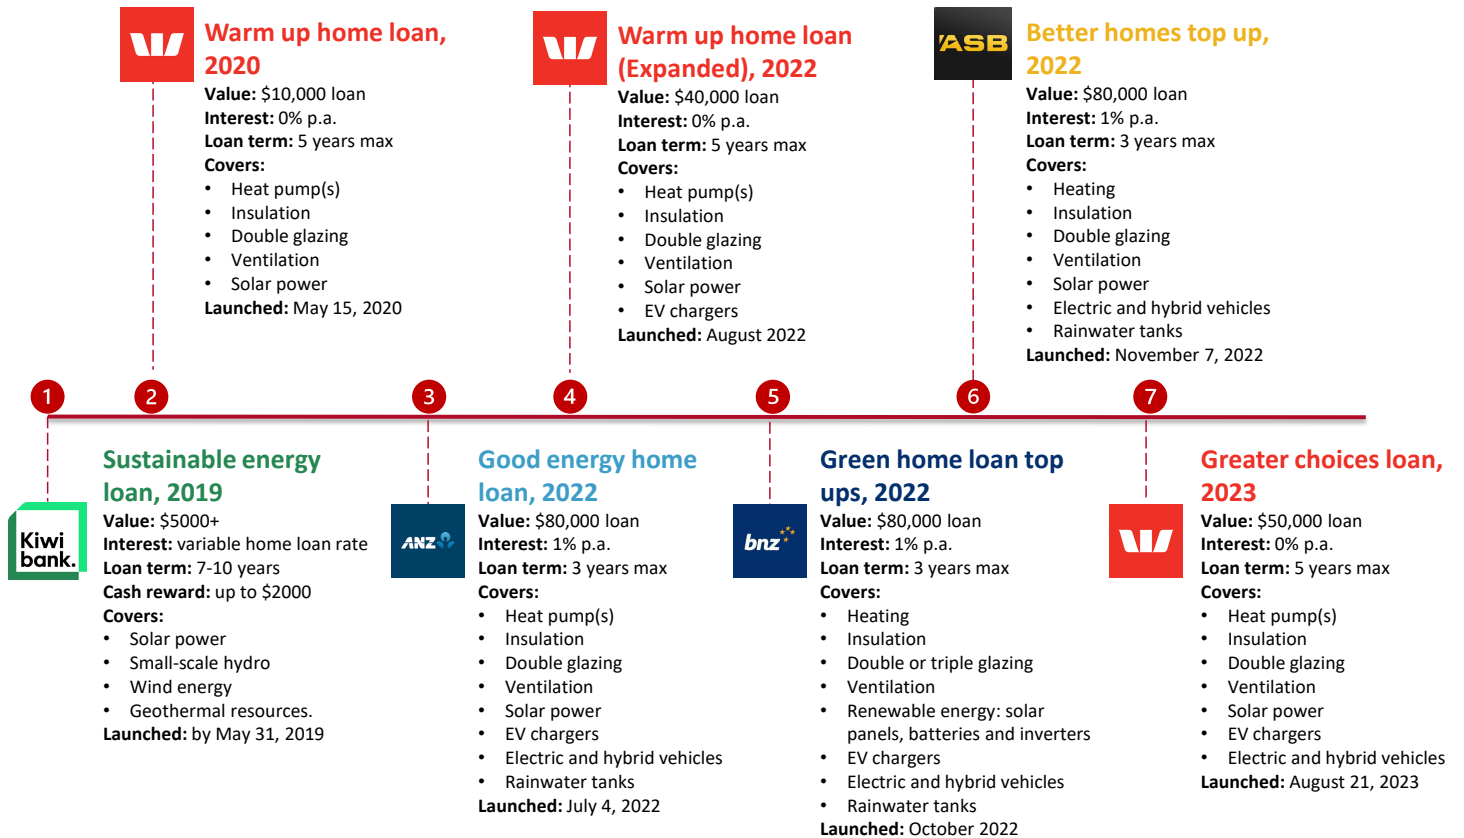 Warm up home loan,
2020
Value: $10,000 loan
Interest: 0% p.a.
Loan term: 5 years max
Covers:
• Heat pump(s)
• Insulation
• Double glazing
• Ventilation
• Solar power
Launched: May 15, 2020
Warm up home loan
(Expanded), 2022
Value: $40,000 loan
Interest: 0% p.a.
Loan term: 5 years max
Covers:
• Heat pump(s)
• Insulation
• Double glazing
• Ventilation
• Solar power
• EV chargers
Launched: August 2022
ASB
Better homes top up,
2022
Value: $80,000 loan
Interest: 1% p.a.
Loan term: 3 years max
Covers:
• Heating
• Insulation
• Double glazing
• Ventilation
• Solar power
• Electric and hybrid vehicles
• Rainwater tanks
Launched: November 7, 2022
1
2
3
4
5
6
7
Kiwi
bank.
Sustainable energy
loan, 2019
Value: $5000+
Interest: variable home loan rate
Loan term: 7-10 years
Cash reward: up to $2000
Covers:
• Solar power
• Small-scale hydro
• Wind energy
• Geothermal resources.
Launched: by May 31, 2019
ANZ
Good energy home
loan, 2022
Value: $80,000 loan
Interest: 1% p.a.
Loan term: 3 years max
Covers:
• Heat pump(s)
• Insulation
• Double glazing
• Ventilation
• Solar power
• EV chargers
• Electric and hybrid vehicles
• Rainwater tanks
Launched: July 4, 2022
bnz
Green home loan top
ups, 2022
Value: $80,000 loan
Interest: 1% p.a.
Loan term: 3 years max
Covers:
• Heating
• Insulation
• Double or triple glazing
• Ventilation
• Renewable energy: solar
panels, batteries and inverters
• EV chargers
• Electric and hybrid vehicles
• Rainwater tanks
Launched: October 2022
Greater choices loan,
2023
Value: $50,000 loan
Interest: 0% p.a.
Loan term: 5 years max
Covers:
• Heat pump(s)
• Insulation
• Double glazing
• Ventilation
• Solar power
• EV chargers
• Electric and hybrid vehicles
Launched: August 21, 2023